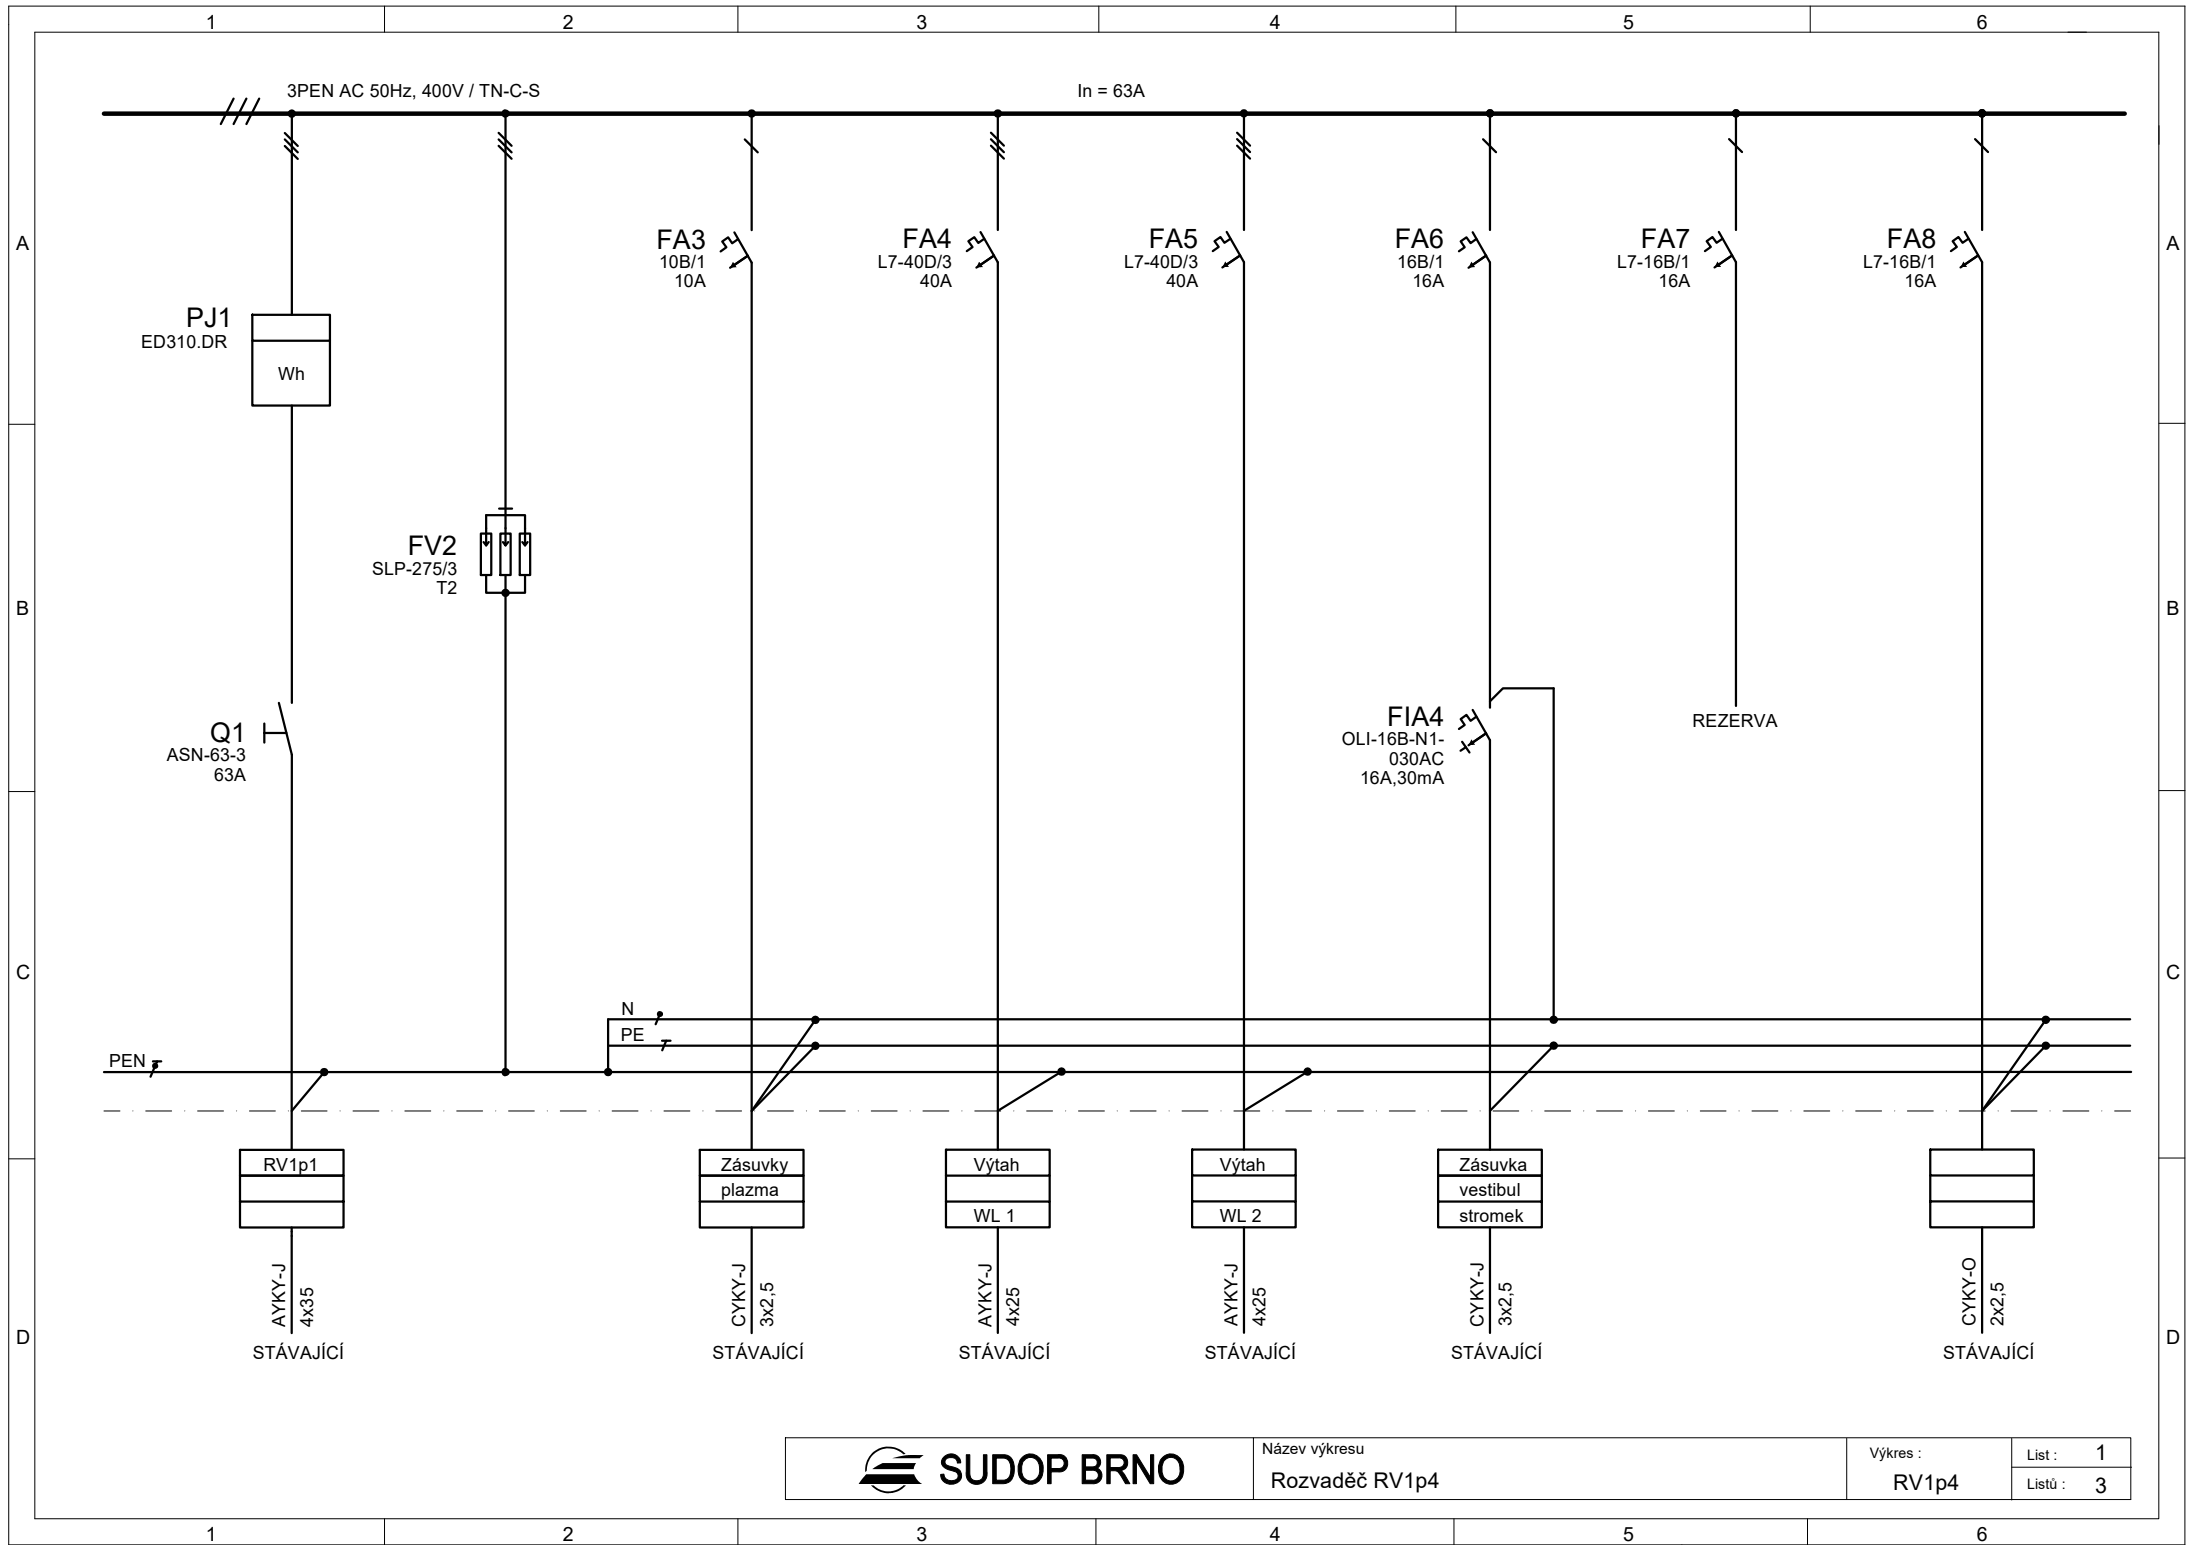 1 2 3 4 5 6
3PEN AC 50Hz, 400V / TN-C-S
In = 63A
A
A
FA3
10B/1
10A
FA4
L7-40D/3
40A
FA5
L7-40D/3
40A
FA6
16B/1
16A
FA7
L7-16B/1
16A
FA8
L7-16B/1
16A
PJ1
ED310.DR
Wh
FV2
SLP-275/3
T2
B
B
Q1
ASN-63-3
63A
FIA4
OLI-16B-N1-
030AC
16A,30mA
REZERVA
C
C
N
PE
PEN
RV1p1
Zásuvky
plazma
Výtah
WL 1
Výtah
WL 2
Zásuvka
vestibul
stromek
AYKY-J
4x35
CYKY-J
3x2,5
AYKY-J
4x25
AYKY-J
4x25
CYKY-J
3x2,5
CYKY-O
2x2,5
D
D
STÁVAJÍCÍ
STÁVAJÍCÍ
STÁVAJÍCÍ
STÁVAJÍCÍ
STÁVAJÍCÍ
STÁVAJÍCÍ
SUDOP BRNO
Název výkresu
Rozvaděč RV1p4
Výkres :
RV1p4
List : 1
Listů : 3
1 2 3 4 5 6